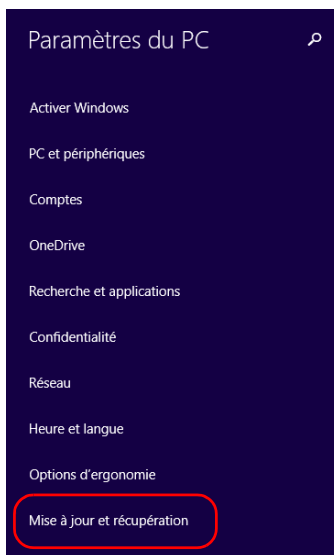 Paramètres du PC
Activer Windows
PC et périphériques
Comptes
OneDrive
Recherche et applications
Confidentialité
Réseau
Heure et langue
Options d'ergonomie
Mise à jour et récupération